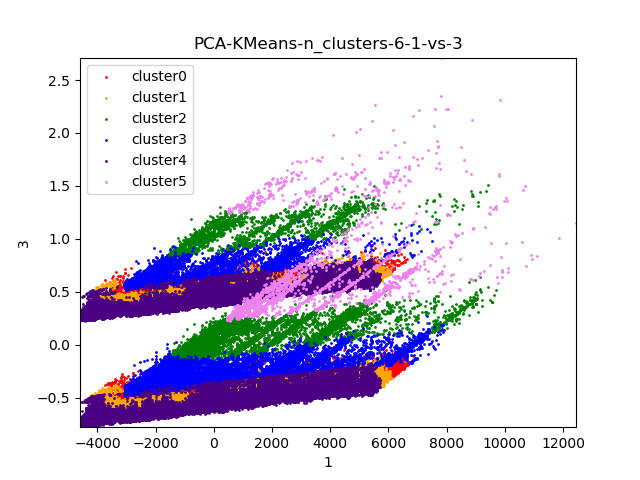 PCA-KMeans-n_clusters-6-1-vs-3
cluster0
cluster1
cluster2
cluster3
cluster4
cluster5
2.5
2.0
1.5
1.0
0.5
0.0
−0.5
3
−4000 −2000 0 2000 4000 6000 8000 10000 12000
1